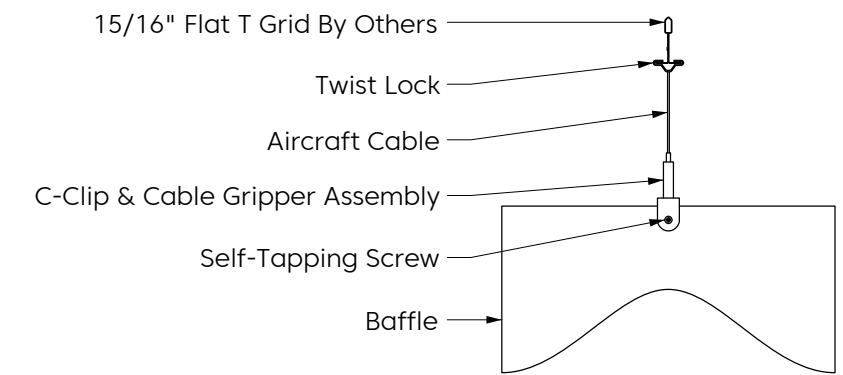 15/16" Flat T Grid By Others
Twist Lock
Aircraft Cable
C-Clip & Cable Gripper Assembly
Self-Tapping Screw
Baffle